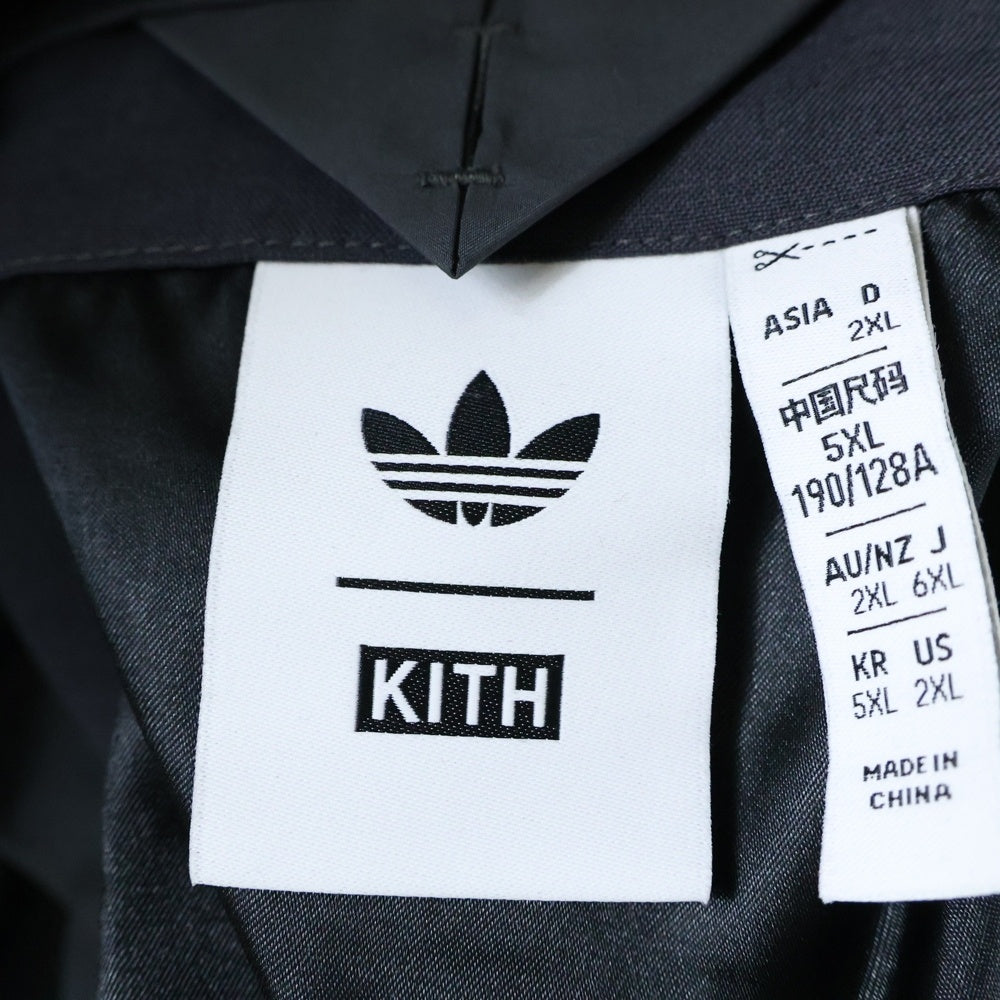 KITH
ASIA D
2XL
中国尺码
5XL
190/128A
AU/NZ J
2XL 6XL
KR US
5XL 2XL
MADE IN
CHINA